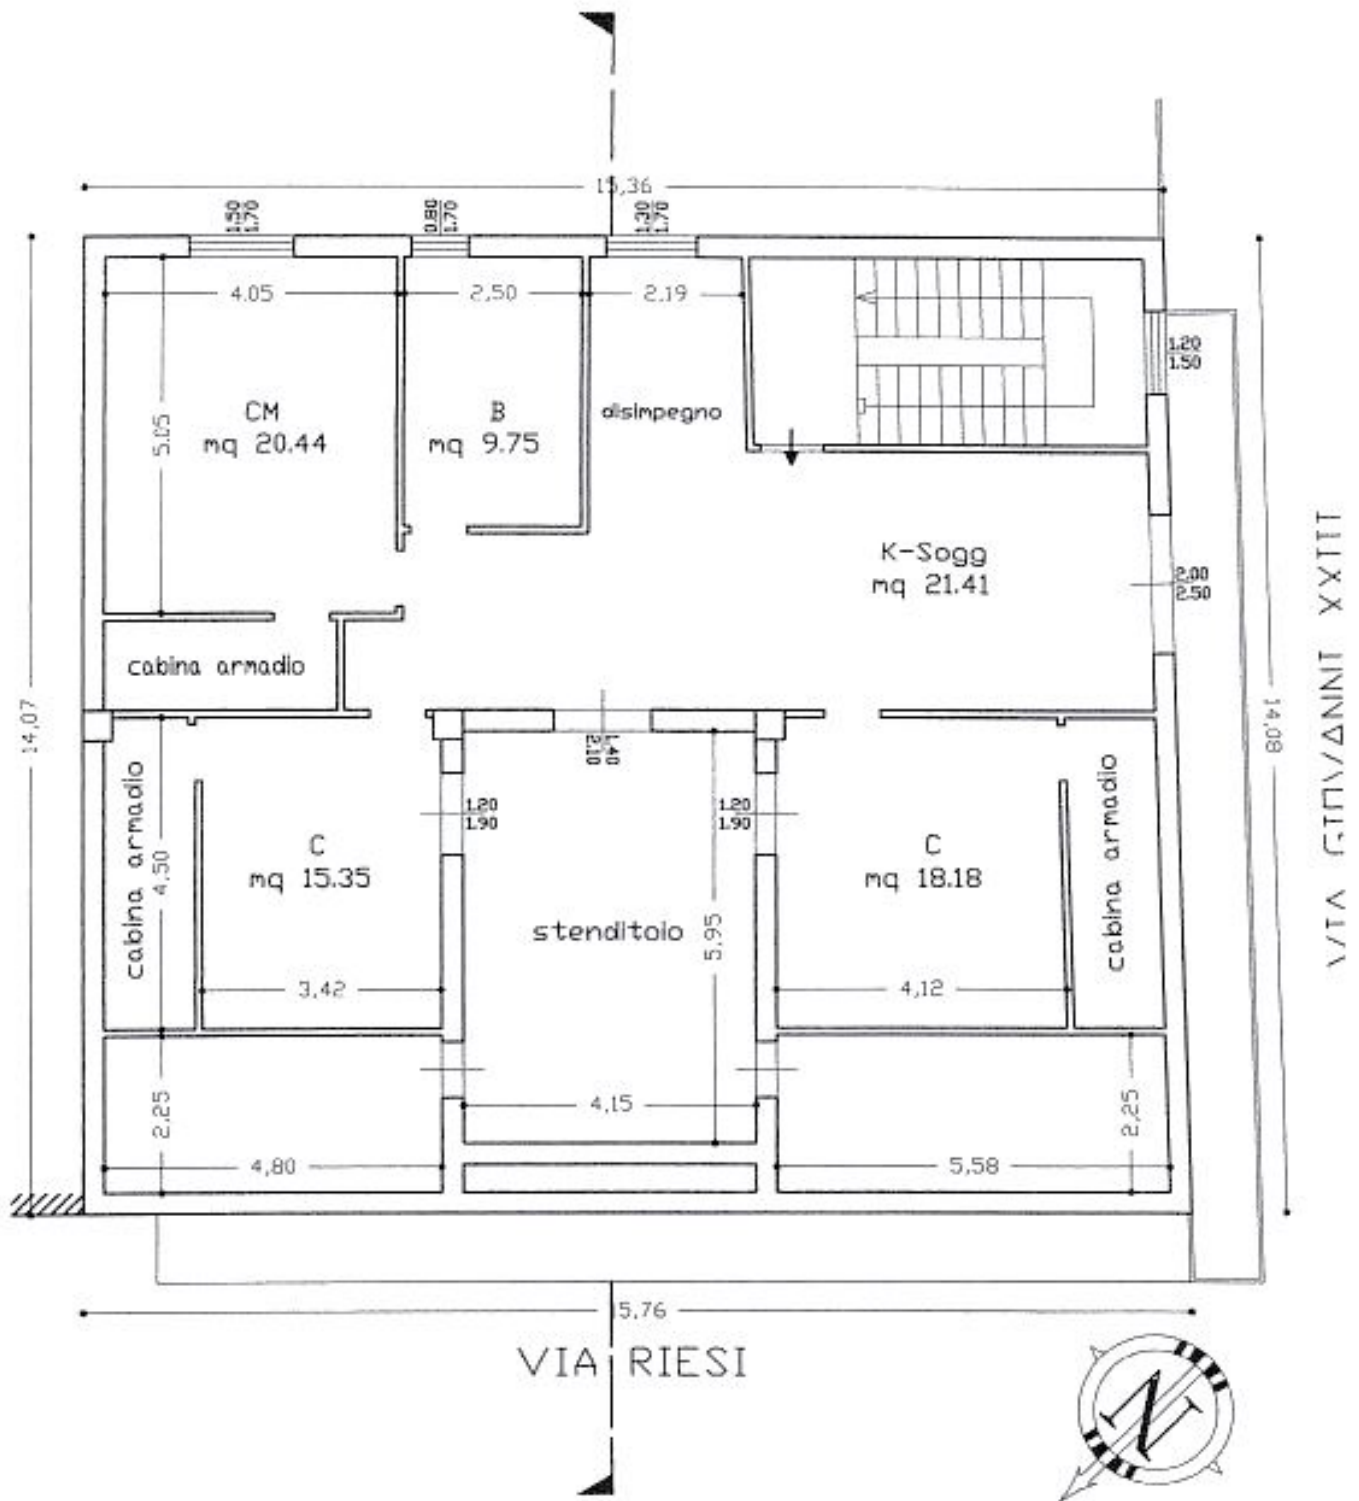 15,36
1.50
1.70
0.80
1.70
1.30
1.70
4.05
2,50
2,19
1.20
1.50
CM
mq 20.44
B
mq 9.75
disimpegno
5,05
K-Sogg
mq 21.41
2.00
2.50
cabina armadio
14,07
14,08
VIA GIOVANNI XXIII
1.40
2.10
cabina armadio
4,50
1.20
1.90
1.20
1.90
C
mq 15.35
C
mq 18.18
cabina armadio
stenditoio
5,95
3,42
4,12
2,25
4,15
2,25
4,80
5,58
5,76
VIA RIESI
N